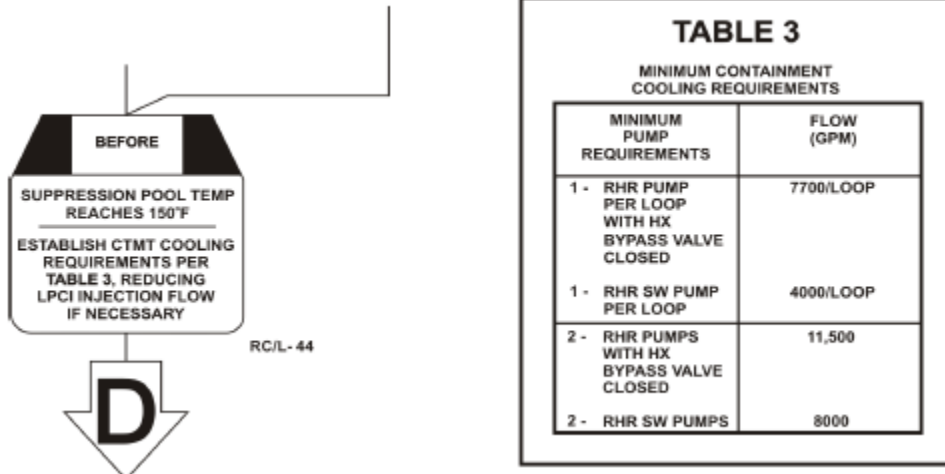 BEFORE
SUPPRESSION POOL TEMP
REACHES 150°F
ESTABLISH CTMT COOLING
REQUIREMENTS PER
TABLE 3, REDUCING
LPCI INJECTION FLOW
IF NECESSARY
RC/L- 44
D
TABLE 3
MINIMUM CONTAINMENT
COOLING REQUIREMENTS
MINIMUM
PUMP
REQUIREMENTS
FLOW
(GPM)
1 - RHR PUMP 7700/LOOP
PER LOOP
WITH HX
BYPASS VALVE
CLOSED
1 - RHR SW PUMP 4000/LOOP
PER LOOP
2 - RHR PUMPS 11,500
WITH HX
BYPASS VALVE
CLOSED
2 - RHR SW PUMPS 8000